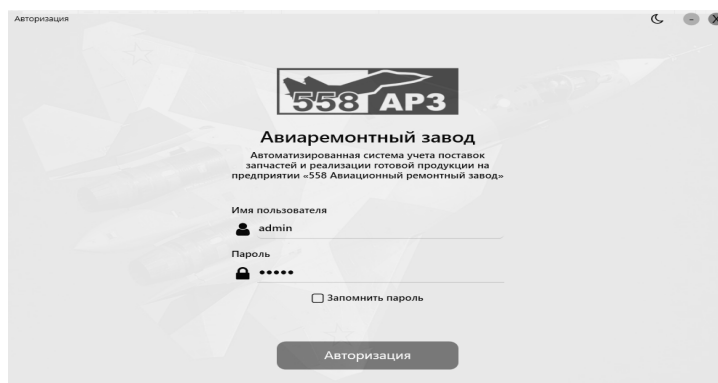 Авторизация
558 АРЗ
Авиаремонтный завод
Автоматизированная система учета поставок
запчастей и реализации готовой продукции на
предприятии «558 Авиационный ремонтный завод»
Имя пользователя
admin
Пароль
•••••
Запомнить пароль
Авторизация